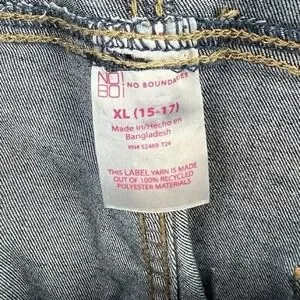 NO!
BO! NO BOUNDARIES
XL (15-17)
Made in/Hecho en
Bangladesh
RN# 52469 T24
THIS LABEL YARN IS MADE
OUT OF 100% RECYCLED
POLYESTER MATERIALS